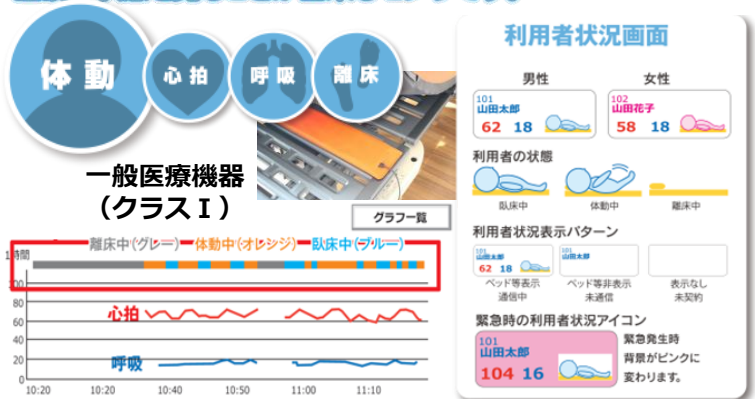 体動
心拍
呼吸
離床
一般医療機器
（クラスⅠ）
グラフ一覧
離床中(グレー) 体動中(オレンジ) 臥床中(ブルー)
80
60
40
20
0
心拍
呼吸
10:20 10:20 10:40 10:50 11:00 11:10
利用者状況画面
男性 女性
101
山田太郎
62 18
102
山田花子
58 18
利用者の状態
臥床中 体動中 離床中
利用者状況表示パターン
101
山田太郎
62 18
101
山田太郎
ベッド等表示
通信中
ベッド等非表示
未通信
表示なし
未契約
緊急時の利用者状況アイコン
101
山田太郎
104 16
緊急発生時
背景がピンクに
変わります。